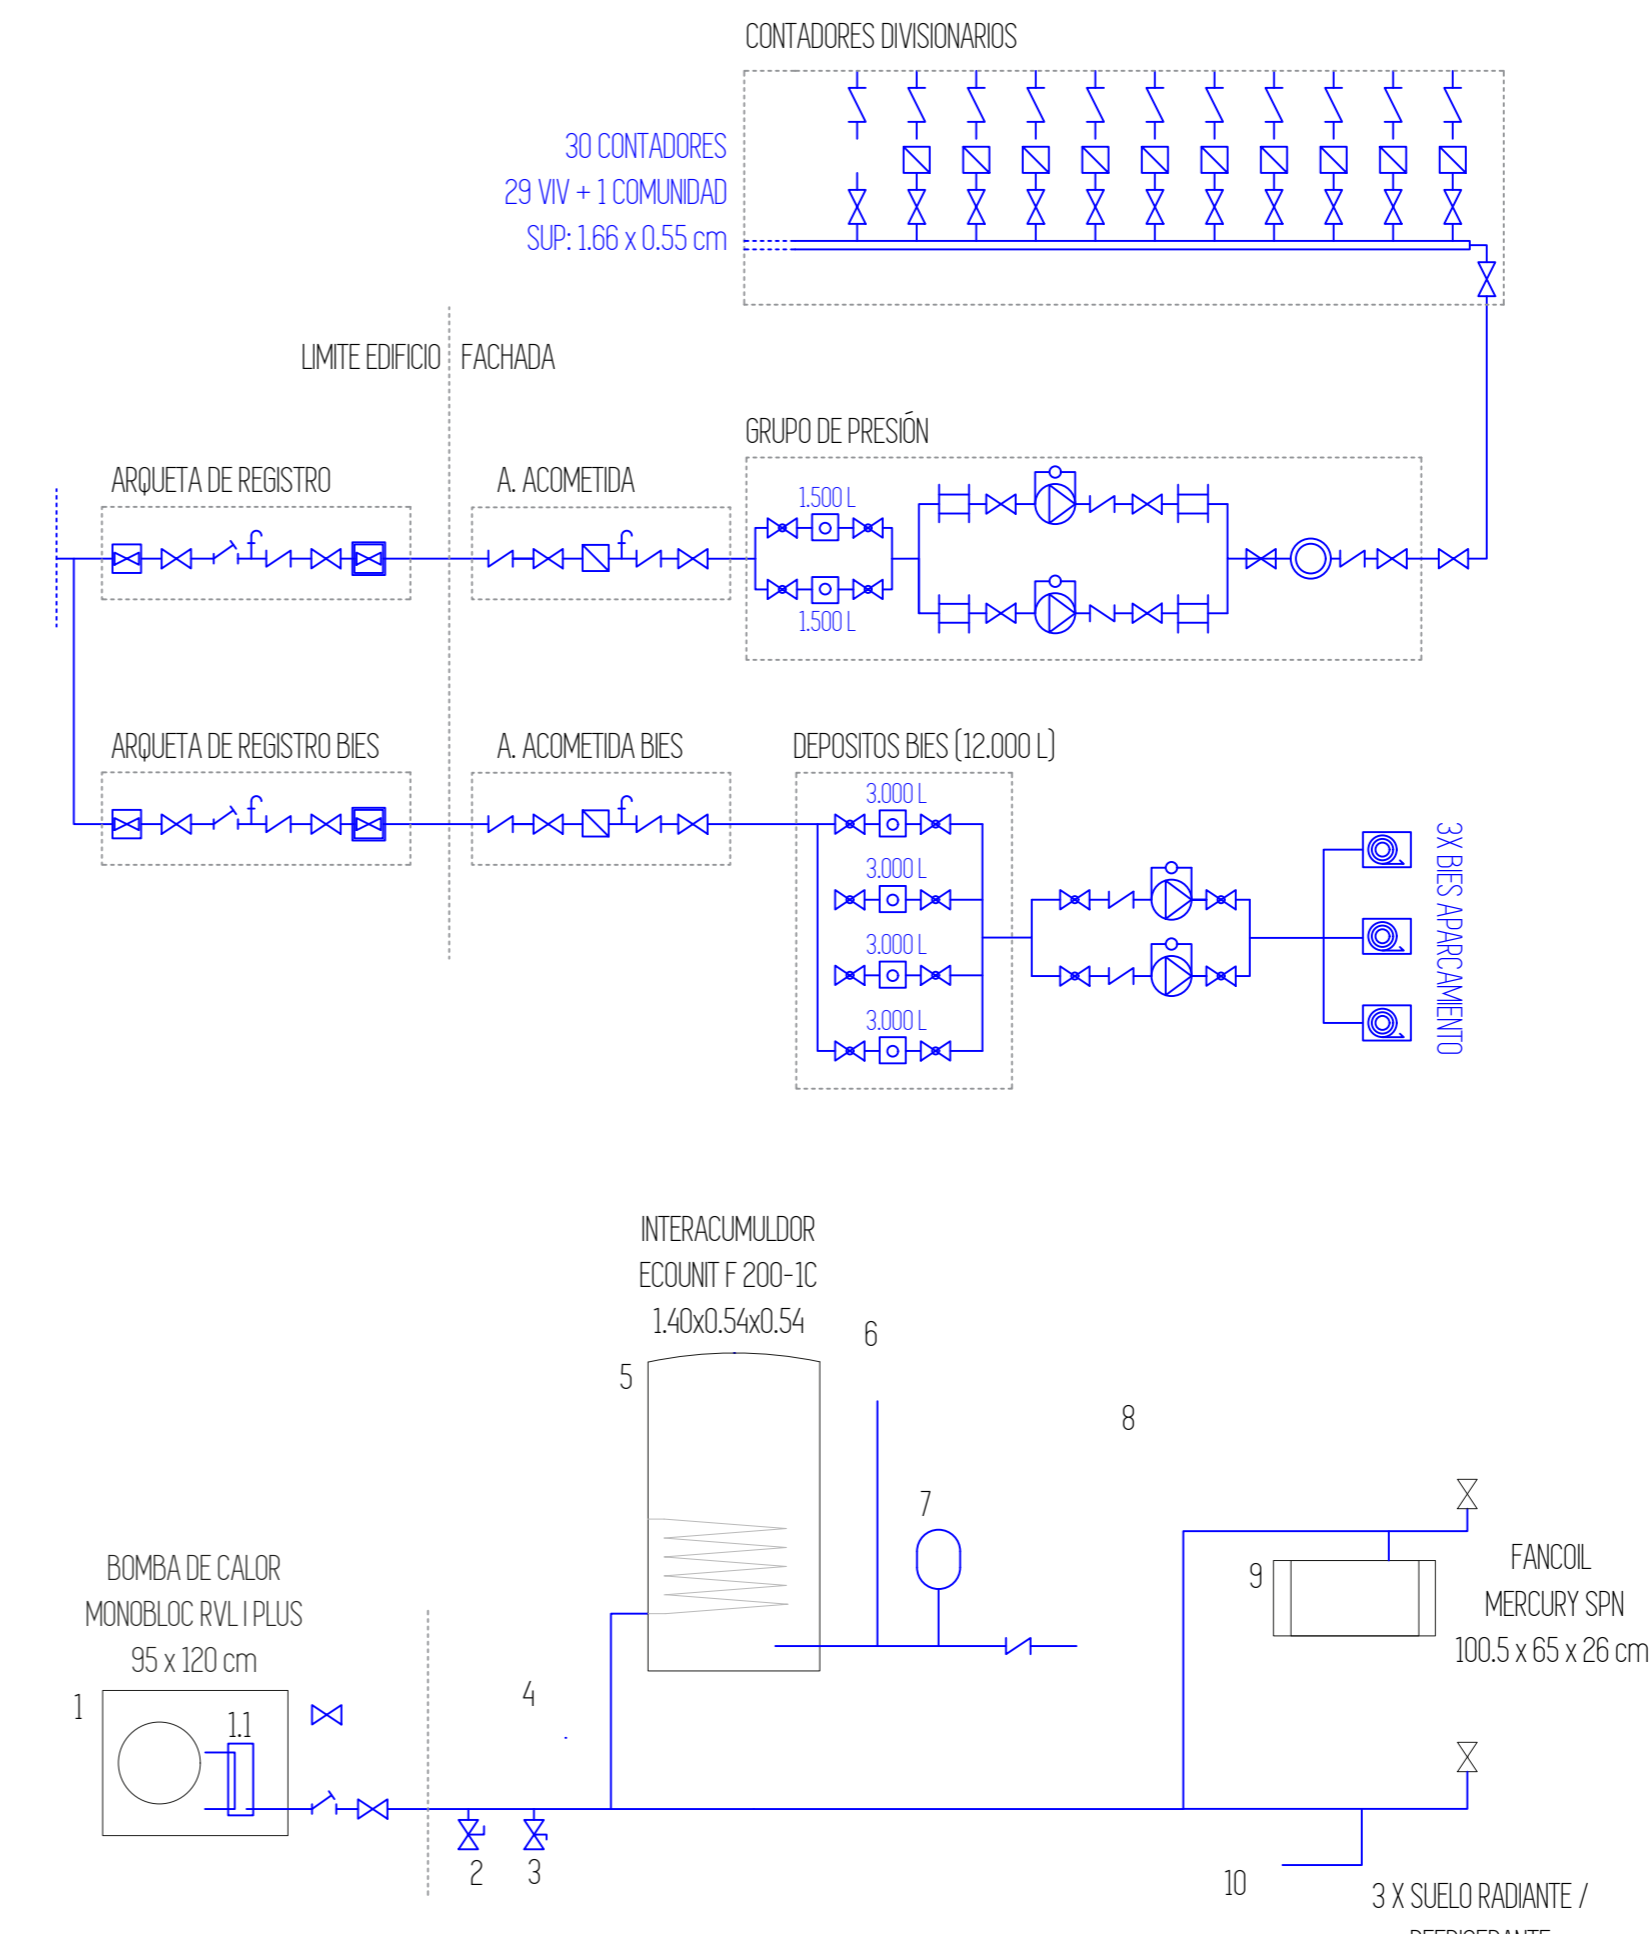 CONTADORES DIVISIONARIOS
30 CONTADORES
29 VIV + 1 COMUNIDAD
SUP: 1.66 x 0.55 cm
LIMITE EDIFICIO
FACHADA
GRUPO DE PRESIÓN
ARQUETA DE REGISTRO
A. ACOMETIDA
1.500 L
1.500 L
ARQUETA DE REGISTRO BIES
A. ACOMETIDA BIES
DEPOSITOS BIES (12.000 L)
3.000 L
3.000 L
3.000 L
3.000 L
3X BIES APARCAMIENTO
INTERACUMULDOR
ECOUNIT F 200-1C
1.40x0.54x0.54
5
6
7
8
BOMBA DE CALOR
MONOBLOC RVL I PLUS
95 x 120 cm
1
1.1
4
2
3
9
FANCOIL
MERCURY SPN
100.5 x 65 x 26 cm
10
3 X SUELO RADIANTE /